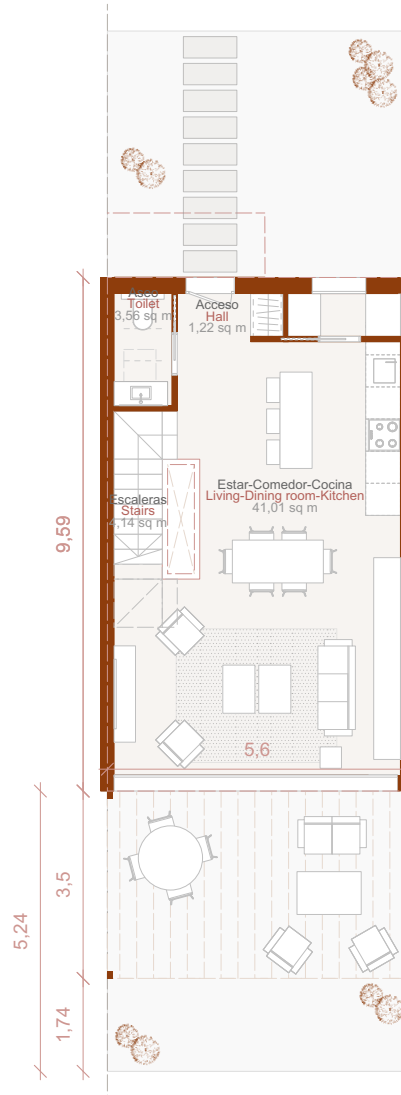 Aseo
Toilet
3,56 sq m
Acceso
Hall
1,22 sq m
Estar-Comedor-Cocina
Living-Dining room-Kitchen
41,01 sq m
Escaleras
Stairs
4,14 sq m
9,59
5,6
3,5
5,24
1,74